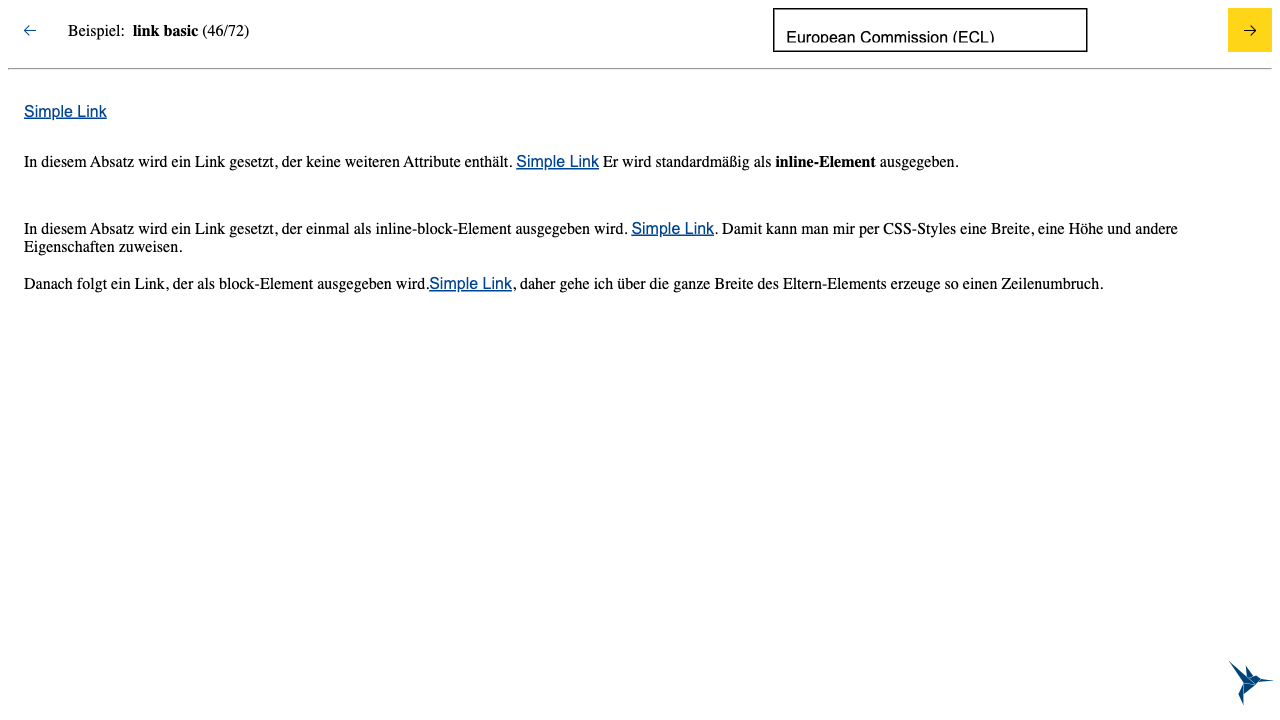 Beispiel: link basic (46/72)
European Commission (ECL)
Simple Link
In diesem Absatz wird ein Link gesetzt, der keine weiteren Attribute enthält. Simple Link Er wird standardmäßig als inline-Element ausgegeben.
In diesem Absatz wird ein Link gesetzt, der einmal als inline-block-Element ausgegeben wird. Simple Link. Damit kann man mir per CSS-Styles eine Breite, eine Höhe und andere
Eigenschaften zuweisen.
Danach folgt ein Link, der als block-Element ausgegeben wird.Simple Link, daher gehe ich über die ganze Breite des Eltern-Elements erzeuge so einen Zeilenumbruch.